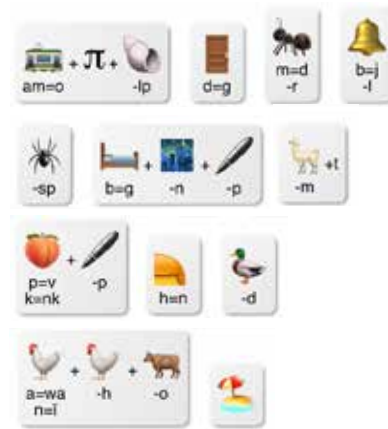 + π +
am=o -lp d=g m=d b=j
-r -l
+ + +t
-sp b=g -n -p -m
+
p=v -p h=n -d
k=nk
+ +
a=wa -h -o
n=l